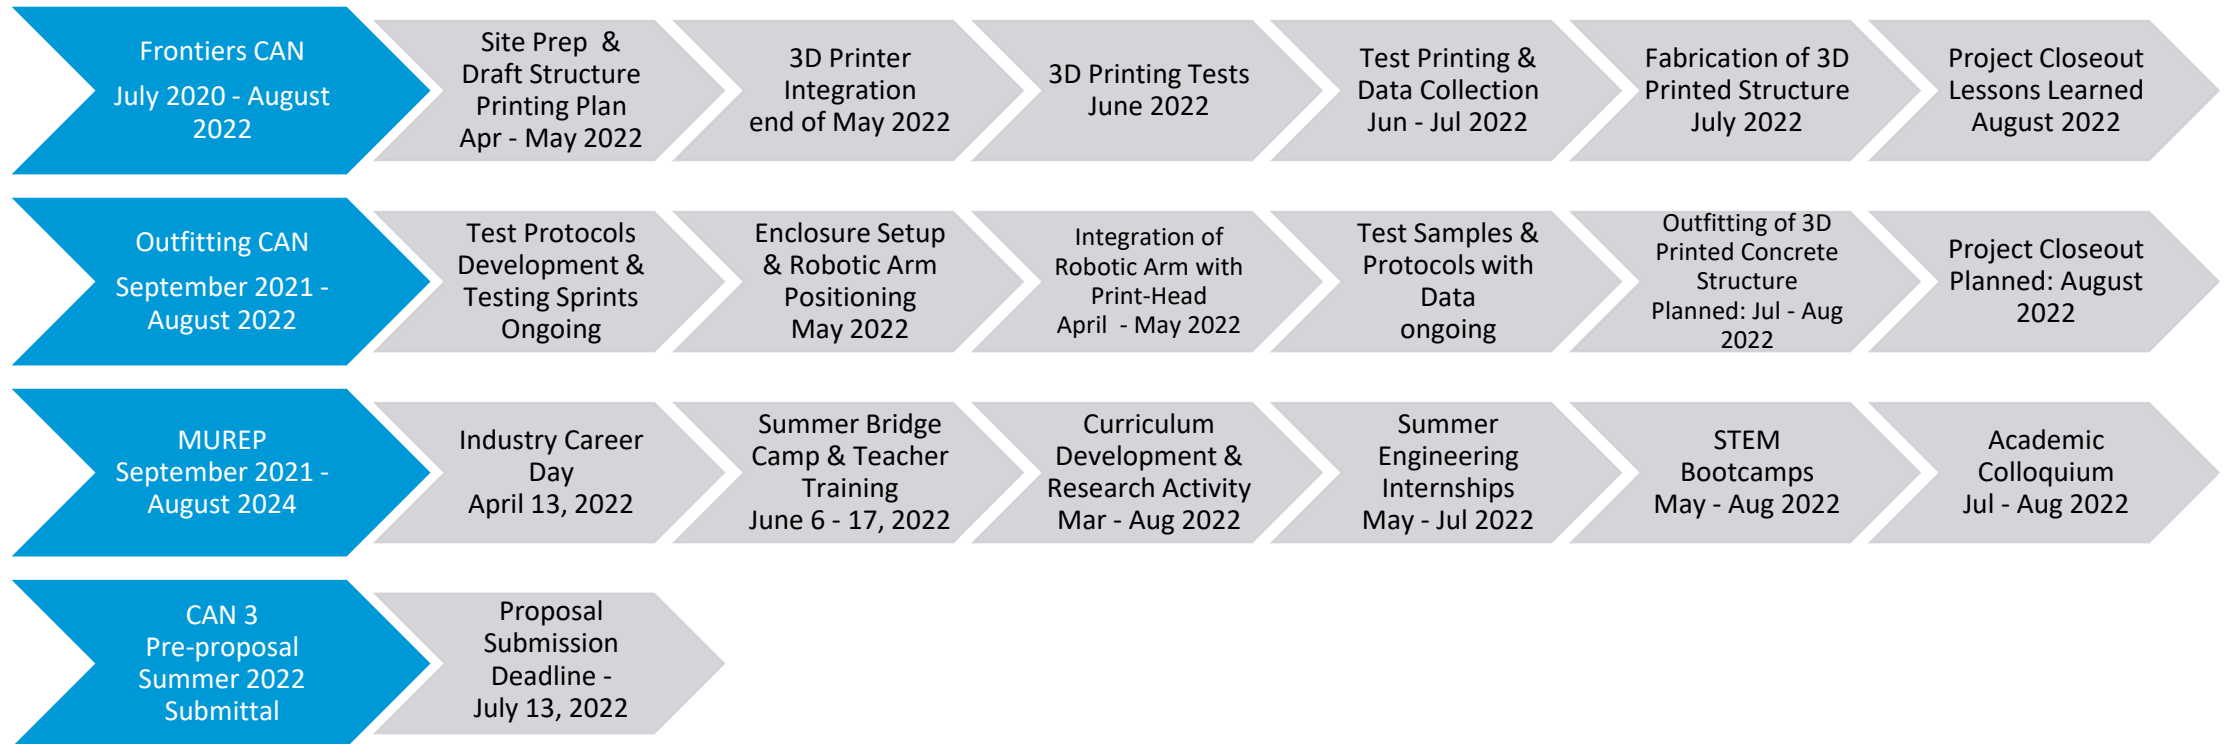 Frontiers CAN
July 2020 - August
2022
Site Prep &
Draft Structure
Printing Plan
Apr - May 2022
3D Printer
Integration
end of May 2022
3D Printing Tests
June 2022
Test Printing &
Data Collection
Jun - Jul 2022
Fabrication of 3D
Printed Structure
July 2022
Project Closeout
Lessons Learned
August 2022
Outfitting CAN
September 2021 -
August 2022
Test Protocols
Development &
Testing Sprints
Ongoing
Enclosure Setup
& Robotic Arm
Positioning
May 2022
Integration of
Robotic Arm with
Print-Head
April - May 2022
Test Samples &
Protocols with
Data
ongoing
Outfitting of 3D
Printed Concrete
Structure
Planned: Jul - Aug
2022
Project Closeout
Planned: August
2022
MUREP
September 2021 -
August 2024
Industry Career
Day
April 13, 2022
Summer Bridge
Camp & Teacher
Training
June 6 - 17, 2022
Curriculum
Development &
Research Activity
Mar - Aug 2022
Summer
Engineering
Internships
May - Jul 2022
STEM
Bootcamps
May - Aug 2022
Academic
Colloquium
Jul - Aug 2022
CAN 3
Pre-proposal
Summer 2022
Submittal
Proposal
Submission
Deadline -
July 13, 2022